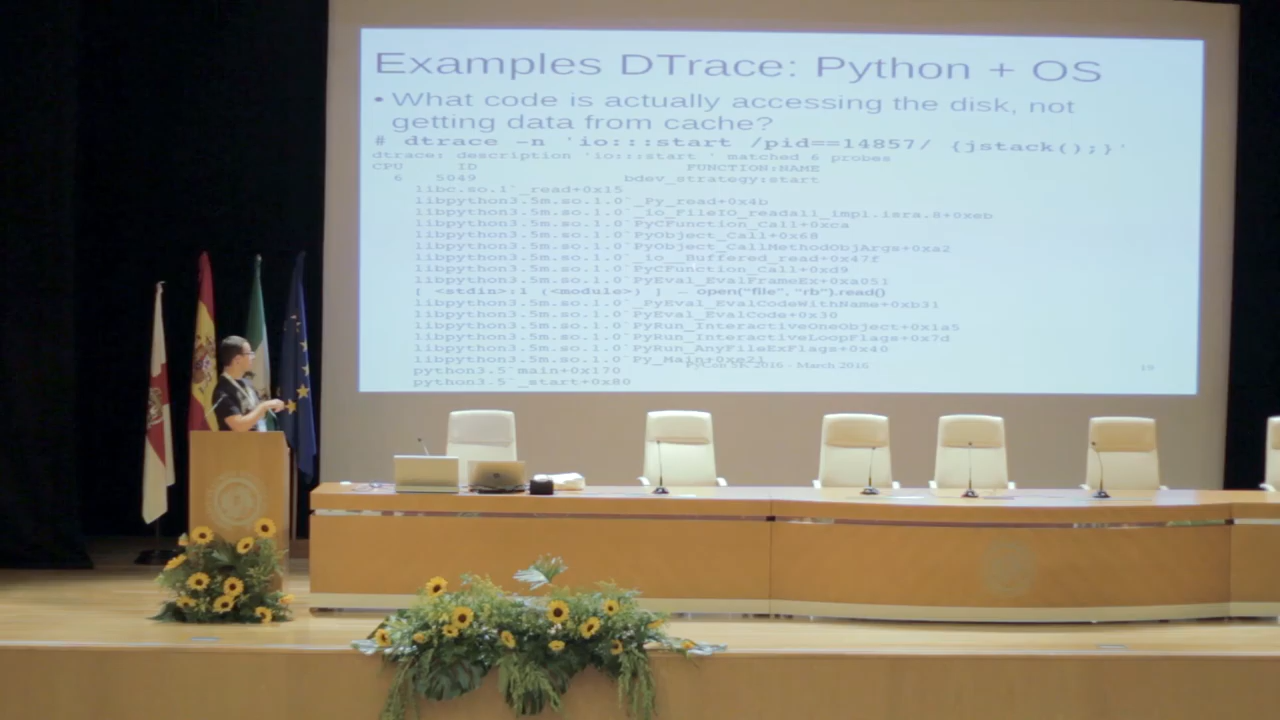 Examples DTrace: Python + OS
• What code is actually accessing the disk, not
getting data from cache?
# dtrace -n 'io:::start /pid==14857/ {jstack();}'
dtrace: description 'io:::start ' matched 6 probes
CPU ID FUNCTION:NAME
6 5049 bdev_strategy:start
libc.so.1`_read+0x15
libpython3.5m.so.1.0`_Py_read+0x4b
libpython3.5m.so.1.0`_io_FileIO_readall_impl.isra.8+0xeb
libpython3.5m.so.1.0`PyCFunction_Call+0xca
libpython3.5m.so.1.0`PyObject_Call+0x68
libpython3.5m.so.1.0`PyObject_CallMethodObjArgs+0xa2
libpython3.5m.so.1.0`_io__Buffered_read+0x47f
libpython3.5m.so.1.0`PyCFunction_Call+0xd9
libpython3.5m.so.1.0`PyEval_EvalFrameEx+0xa051
[ <stdin>:1 (<module>) ] – open("file", "rb").read()
libpython3.5m.so.1.0`_PyEval_EvalCodeWithName+0xb31
libpython3.5m.so.1.0`PyEval_EvalCode+0x30
libpython3.5m.so.1.0`PyRun_InteractiveOneObject+0x1a5
libpython3.5m.so.1.0`PyRun_InteractiveLoopFlags+0x7d
libpython3.5m.so.1.0`PyRun_AnyFileExFlags+0x40
libpython3.5m.so.1.0`Py_Main+0xe21
PyCon SK 2016 - March 2016
19
python3.5`main+0x170
python3.5`_start+0x80